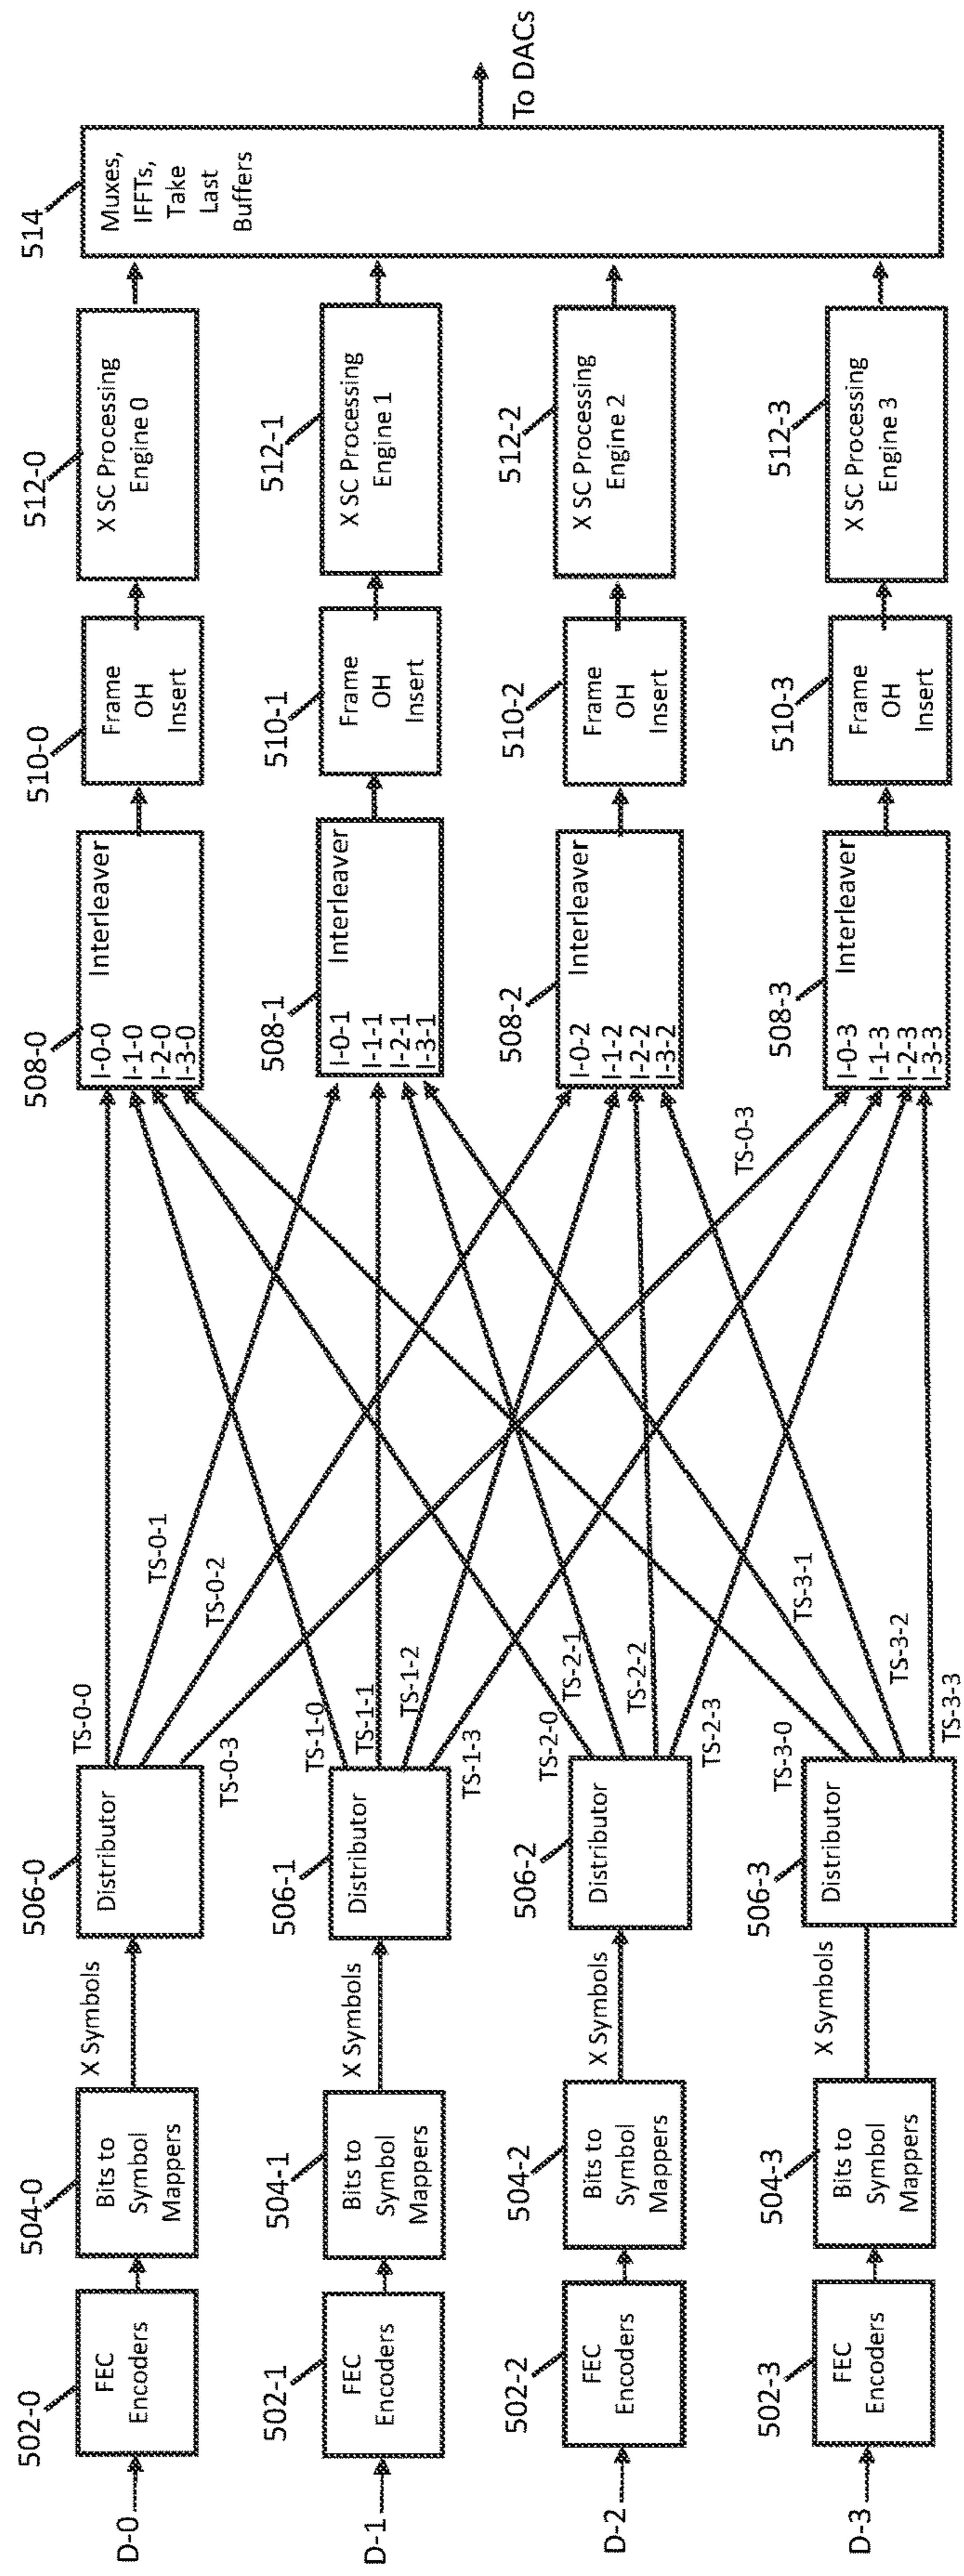 D-0
502-0
FEC
Encoders
504-0
Bits to
Symbol
Mappers
X Symbols
506-0
Distributor
TS-0-0
TS-0-1
TS-0-2
TS-0-3
TS-0-3
508-0
I-0-0
I-1-0
I-2-0
I-3-0
Interleaver
510-0
Frame
OH
Insert
512-0
X SC Processing
Engine 0
514
Muxes,
IFFTs,
Take
Last
Buffers
To DACs
D-1
502-1
FEC
Encoders
504-1
Bits to
Symbol
Mappers
X Symbols
506-1
Distributor
TS-1-0
TS-1-1
TS-1-2
TS-1-3
508-1
I-0-1
I-1-1
I-2-1
I-3-1
Interleaver
510-1
Frame
OH
Insert
512-1
X SC Processing
Engine 1
D-2
502-2
FEC
Encoders
504-2
Bits to
Symbol
Mappers
X Symbols
506-2
Distributor
TS-2-0
TS-2-1
TS-2-2
TS-2-3
508-2
I-0-2
I-1-2
I-2-2
I-3-2
Interleaver
510-2
Frame
OH
Insert
512-2
X SC Processing
Engine 2
D-3
502-3
FEC
Encoders
504-3
Bits to
Symbol
Mappers
X Symbols
506-3
Distributor
TS-3-0
TS-3-1
TS-3-2
TS-3-3
508-3
I-0-3
I-1-3
I-2-3
I-3-3
Interleaver
510-3
Frame
OH
Insert
512-3
X SC Processing
Engine 3